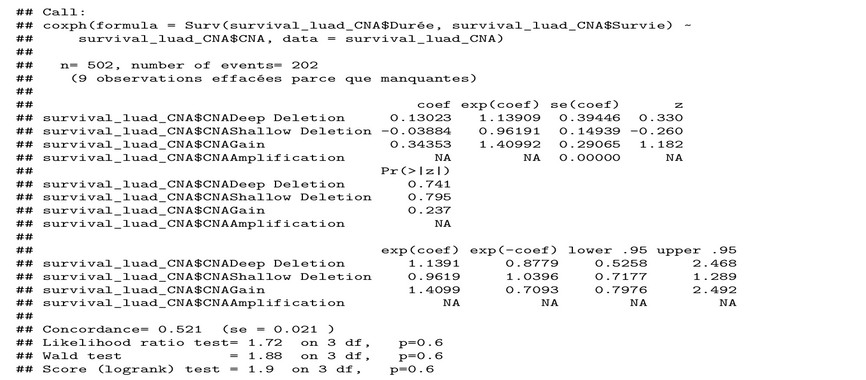 ## Call:
## coxph(formula = Surv(survival_luad_CNA$Durée, survival_luad_CNA$Survie) ~
##     survival_luad_CNA$CNA, data = survival_luad_CNA)
##
##   n= 502, number of events= 202
##    (9 observations effacées parce que manquantes)
##
##                                           coef exp(coef) se(coef)      z
## survival_luad_CNA$CNADeep Deletion     0.13023   1.13909  0.39446  0.330
## survival_luad_CNA$CNAShallow Deletion -0.03884   0.96191  0.14939 -0.260
## survival_luad_CNA$CNAGain              0.34353   1.40992  0.29065  1.182
## survival_luad_CNA$CNAAmplification          NA        NA  0.00000     NA
##                                       Pr(>|z|)
## survival_luad_CNA$CNADeep Deletion       0.741
## survival_luad_CNA$CNAShallow Deletion    0.795
## survival_luad_CNA$CNAGain                0.237
## survival_luad_CNA$CNAAmplification          NA
##
##                                       exp(coef) exp(-coef) lower .95 upper .95
## survival_luad_CNA$CNADeep Deletion       1.1391     0.8779    0.5258     2.468
## survival_luad_CNA$CNAShallow Deletion    0.9619     1.0396    0.7177     1.289
## survival_luad_CNA$CNAGain                1.4099     0.7093    0.7976     2.492
## survival_luad_CNA$CNAAmplification           NA         NA        NA        NA
##
## Concordance= 0.521  (se = 0.021 )
## Likelihood ratio test= 1.72  on 3 df,   p=0.6
## Wald test            = 1.88  on 3 df,   p=0.6
## Score (logrank) test = 1.9  on 3 df,   p=0.6